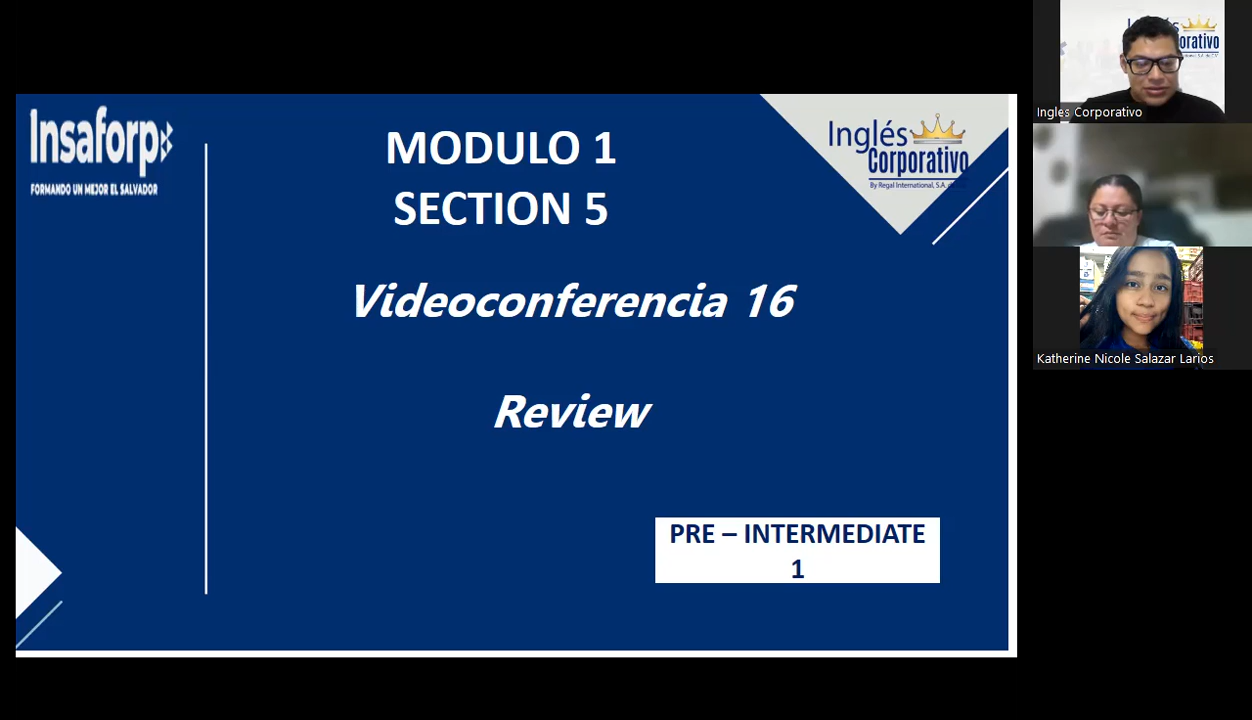 Insaforp
FORMANDO UN MEJOR EL SALVADOR
MODULO 1
SECTION 5
Inglés
Corporativo
By Regal International, S.A.
Videoconferencia 16
Review
PRE – INTERMEDIATE
1
orativo
Ingles Corporativo
Katherine Nicole Salazar Larios